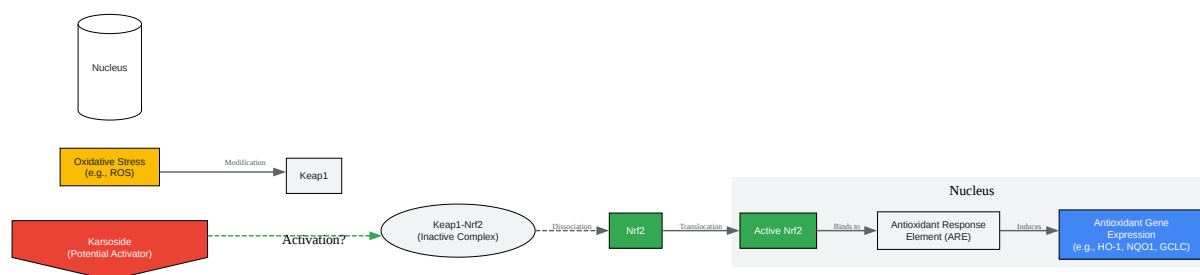 Nucleus
Oxidative Stress
(e.g., ROS)
Modification
Keap1
Karsoside
(Potential Activator)
Activation?
Keap1-Nrf2
(Inactive Complex)
Dissociation
Nrf2
Translocation
Nucleus
Active Nrf2
Binds to
Antioxidant Response
Element (ARE)
Induces
Antioxidant Gene
Expression
(e.g., HO-1, NQO1, GCLC)